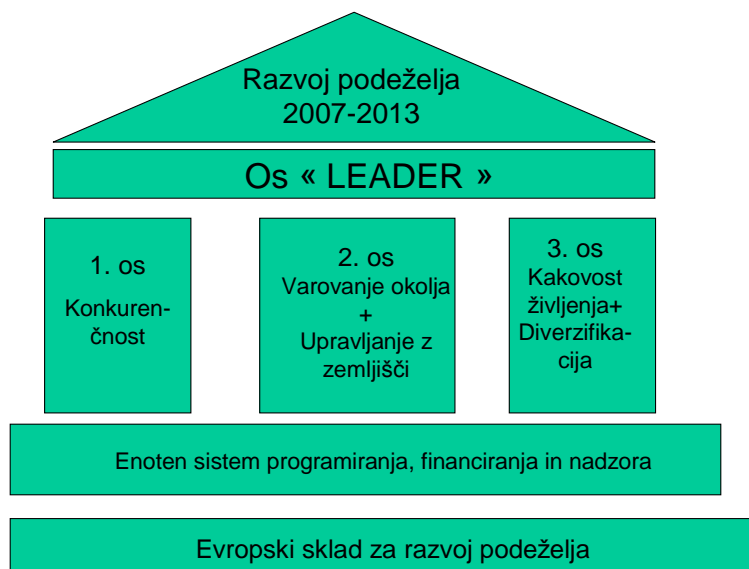 Razvoj podeželja
2007-2013
Os « LEADER »
1. os
Konkuren-
čnost
2. os
Varovanje okolja
+
Upravljanje z
zemljišči
3. os
Kakovost
življenja+
Diverzifika-
cija
Enoten sistem programiranja, financiranja in nadzora
Evropski sklad za razvoj podeželja